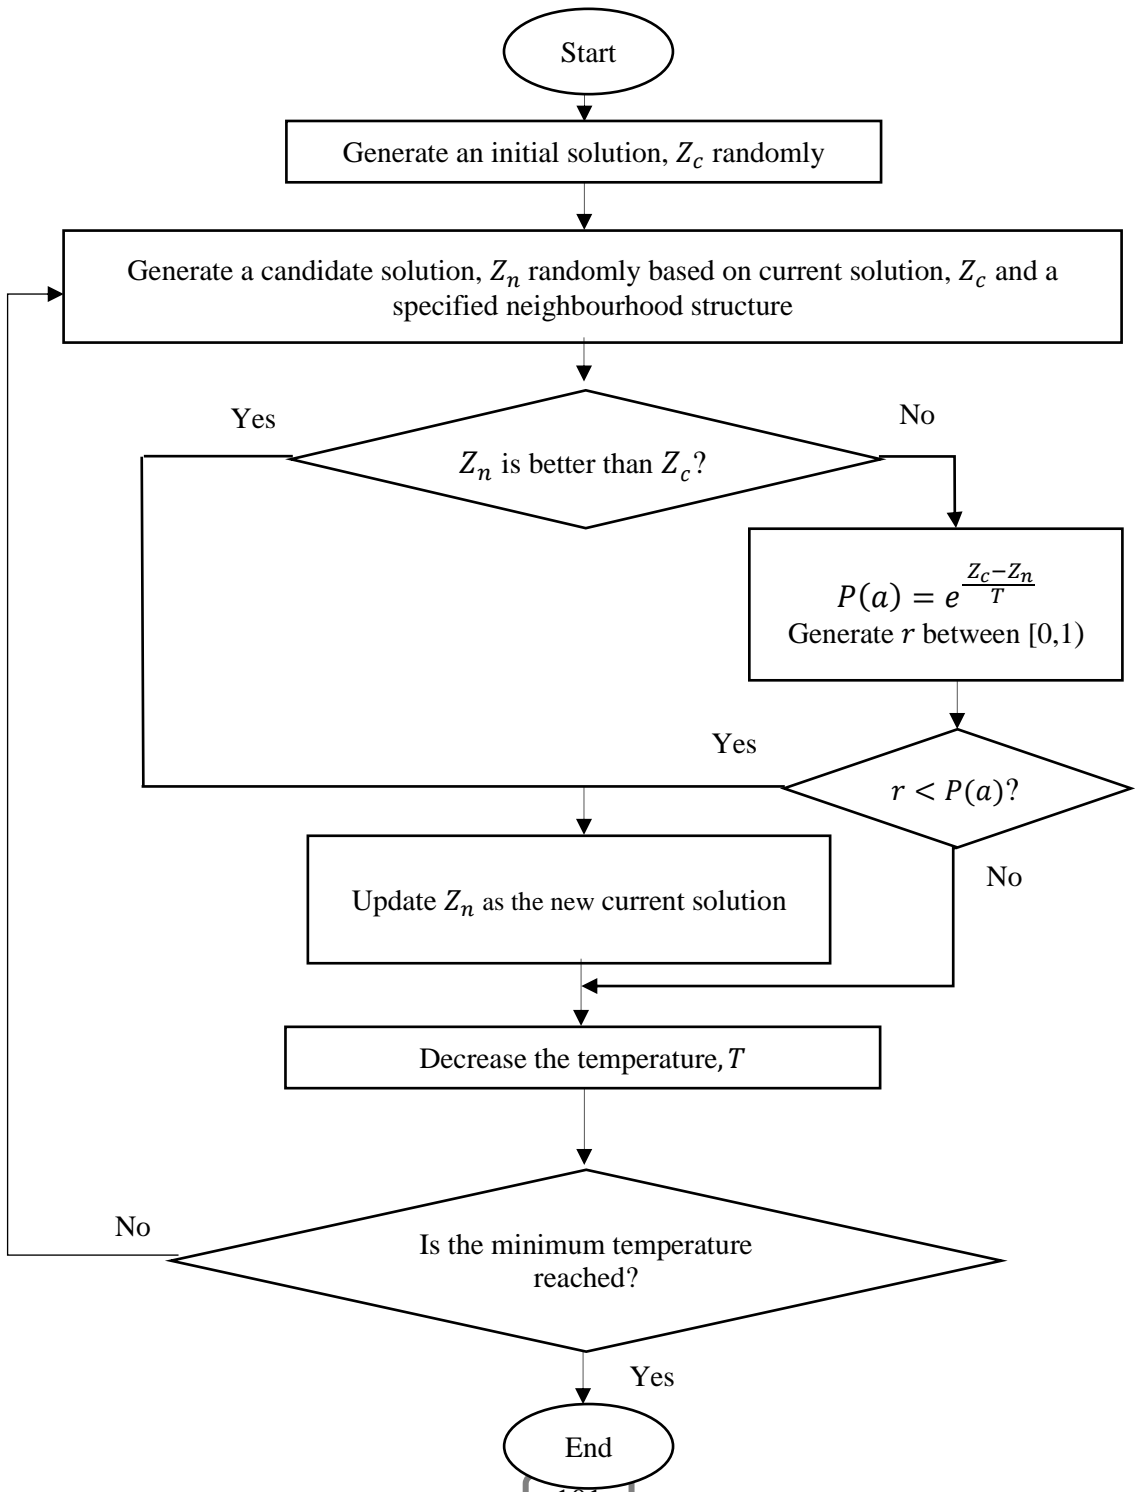 Start
Generate an initial solution, Z_c randomly
Generate a candidate solution, Z_n randomly based on current solution, Z_c and a
specified neighbourhood structure
Yes
No
Z_n is better than Z_c?
P(a) = e^{\frac{Z_c−Z_n}{T}}
Generate r between [0,1)
Yes
r < P(a)?
No
Update Z_n as the new current solution
Decrease the temperature, T
No
Is the minimum temperature
reached?
Yes
End